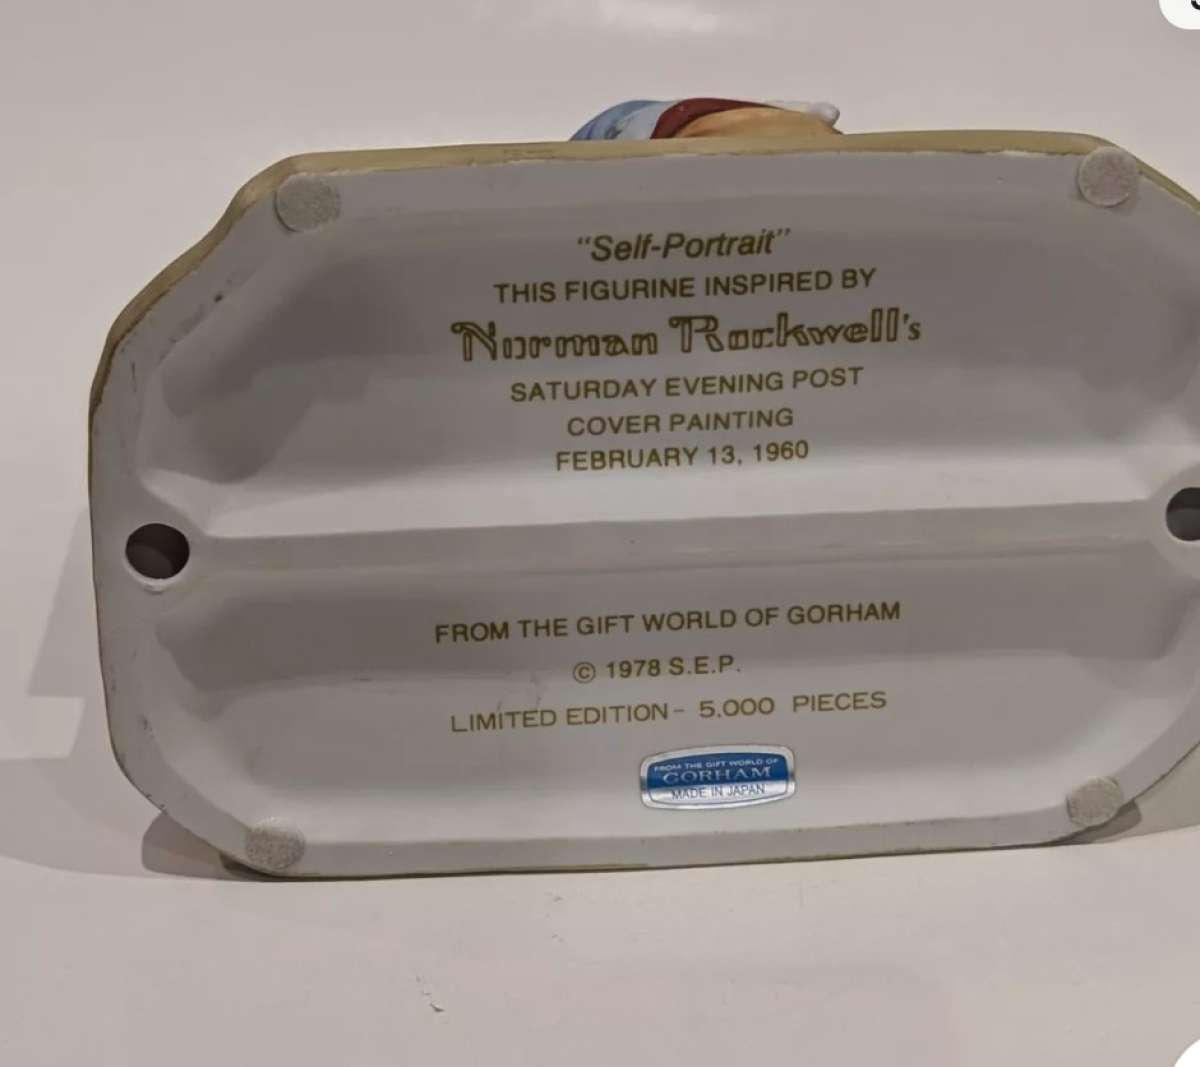 “Self-Portrait”
THIS FIGURINE INSPIRED BY
Norman Rockwell's
SATURDAY EVENING POST
COVER PAINTING
FEBRUARY 13, 1960
FROM THE GIFT WORLD OF GORHAM
© 1978 S.E.P.
LIMITED EDITION - 5,000 PIECES
FROM THE GIFT WORLD OF
GORHAM
MADE IN JAPAN